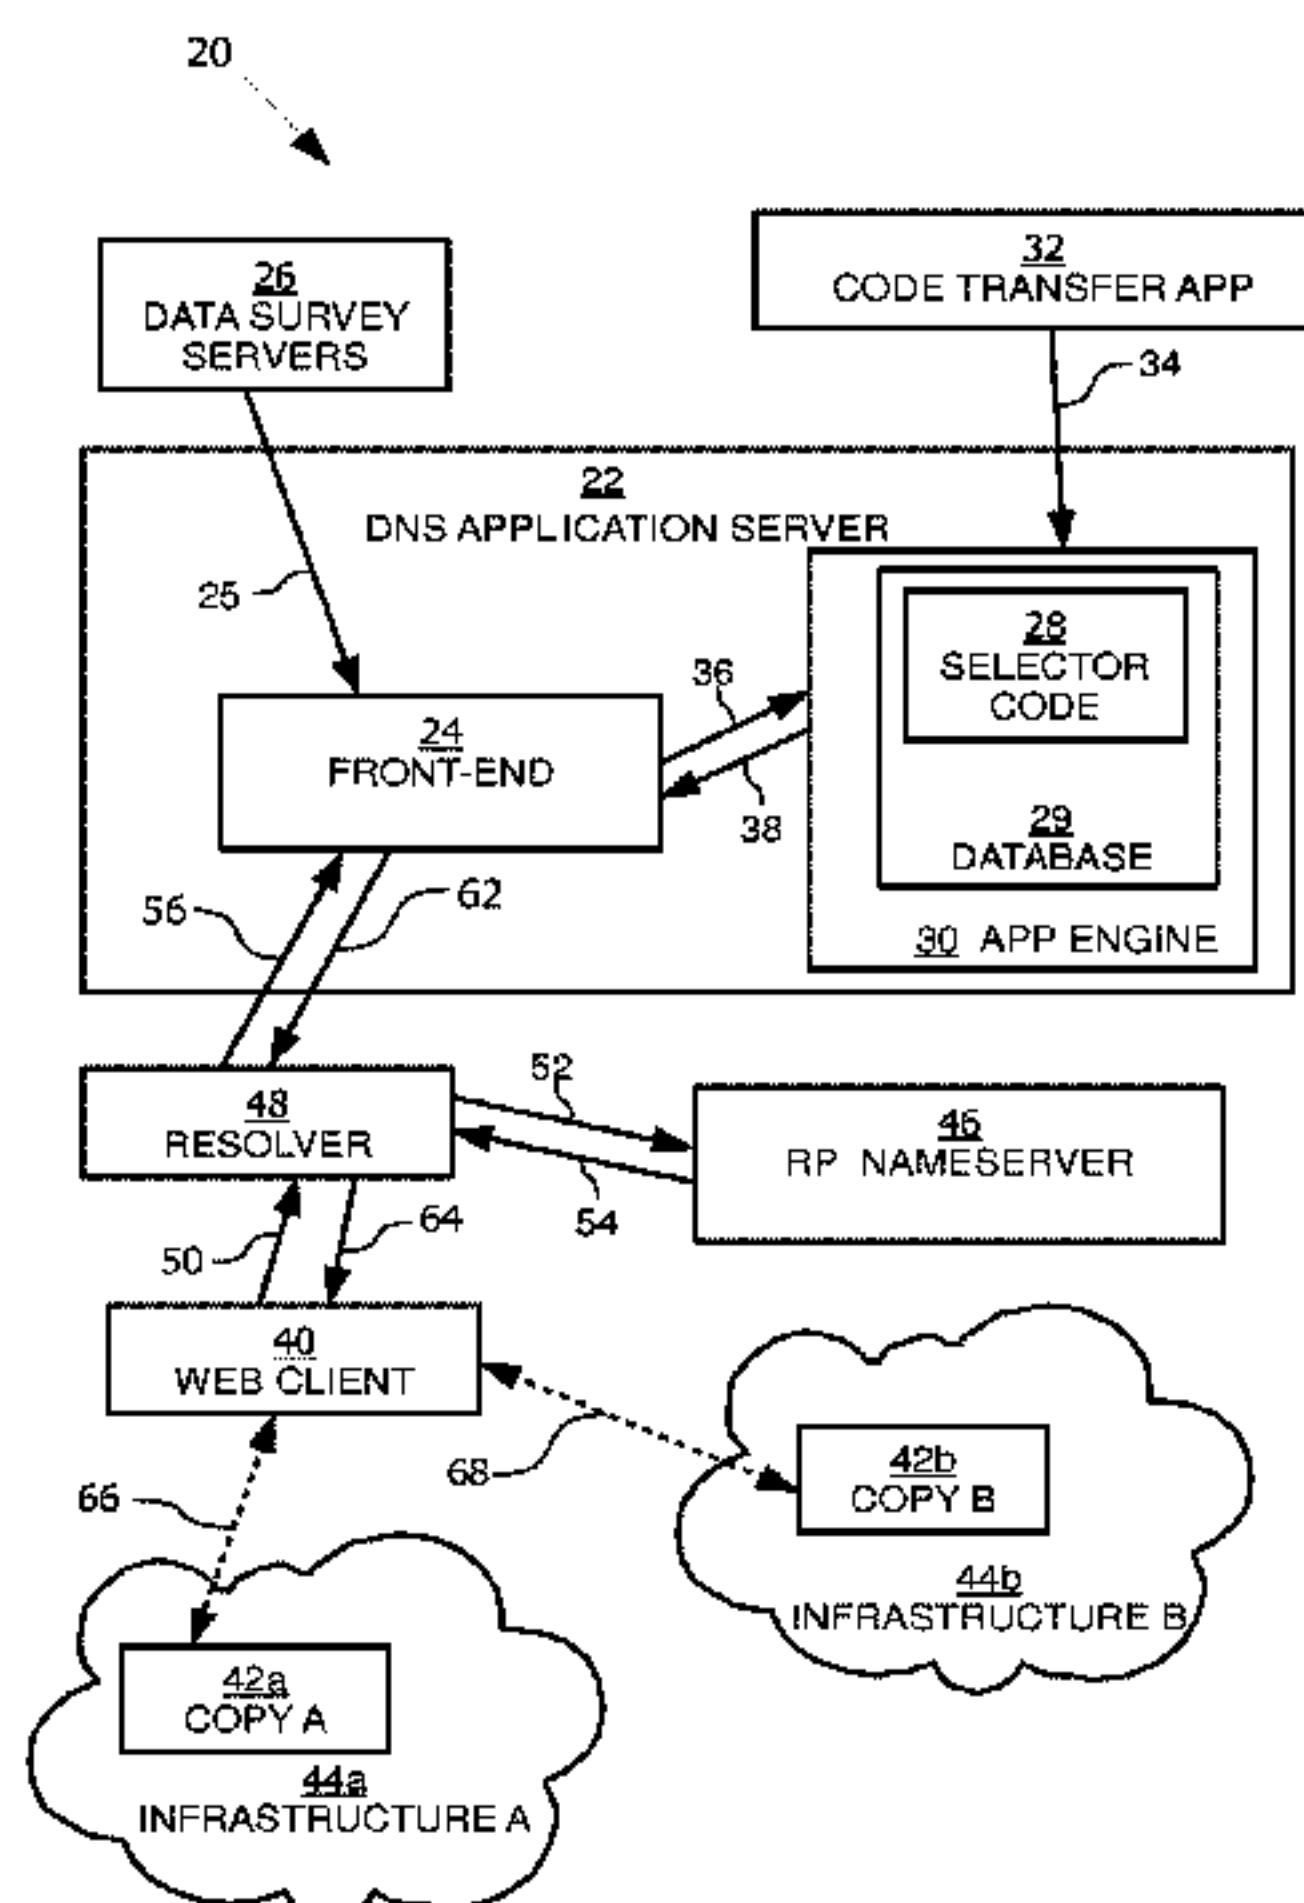 20
32
CODE TRANSFER APP
26
DATA SURVEY
SERVERS
34
22
DNS APPLICATION SERVER
25
28
SELECTOR
CODE
36
24
FRONT-END
38
29
DATABASE
56
62
30 APP ENGINE
52
48
RESOLVER
46
RP NAMESERVER
54
64
50
40
WEB CLIENT
68
42b
COPY B
66
44b
INFRASTRUCTURE B
42a
COPY A
44a
INFRASTRUCTURE A